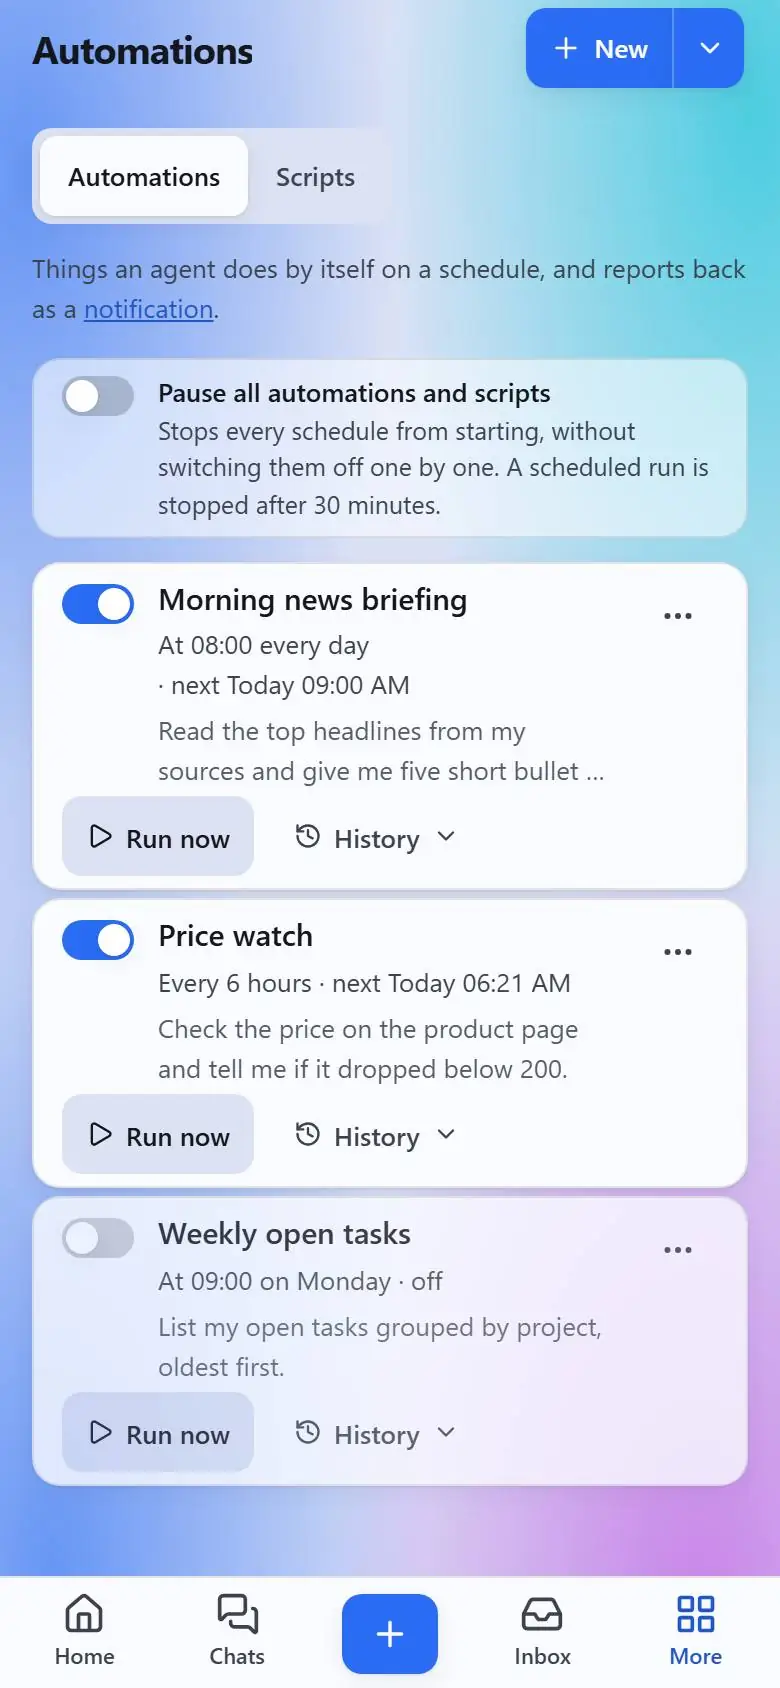 Automations
New
Automations
Scripts
Things an agent does by itself on a schedule, and reports back
as a notification.
Pause all automations and scripts
Stops every schedule from starting, without
switching them off one by one. A scheduled run is
stopped after 30 minutes.
Morning news briefing
At 08:00 every day
· next Today 09:00 AM
Read the top headlines from my
sources and give me five short bullet ...
Run now
History
Price watch
Every 6 hours · next Today 06:21 AM
Check the price on the product page
and tell me if it dropped below 200.
Run now
History
Weekly open tasks
At 09:00 on Monday · off
List my open tasks grouped by project,
oldest first.
Run now
History
Home
Chats
Inbox
More